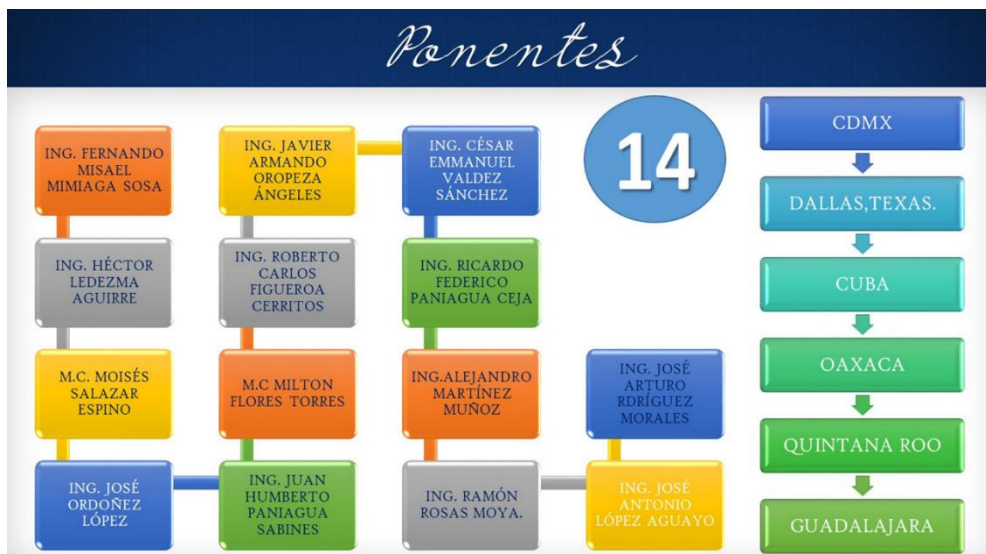 Ponentes
ING. FERNANDO
MISAEL
MIMIAGA SOSA
ING. HÉCTOR
LEDEZMA
AGUIRRE
M.C. MOISÉS
SALAZAR
ESPINO
ING. JOSÉ
ORDOÑEZ
LÓPEZ
ING. JUAN
HUMBERTO
PANIAGUA
SABINES
M.C MILTON
FLORES TORRES
ING. ROBERTO
CARLOS
FIGUEROA
CERRITOS
ING. JAVIER
ARMANDO
OROPEZA
ÁNGELES
ING. CÉSAR
EMMANUEL
VALDEZ
SÁNCHEZ
ING. RICARDO
FEDERICO
PANIAGUA CEJA
ING.ALEJANDRO
MARTÍNEZ
MUÑOZ
ING. RAMÓN
ROSAS MOYA.
ING. JOSÉ
ANTONIO
LÓPEZ AGUAYO
ING. JOSÉ
ARTURO
RDRÍGUEZ
MORALES
14
CDMX
DALLAS,TEXAS.
CUBA
OAXACA
QUINTANA ROO
GUADALAJARA